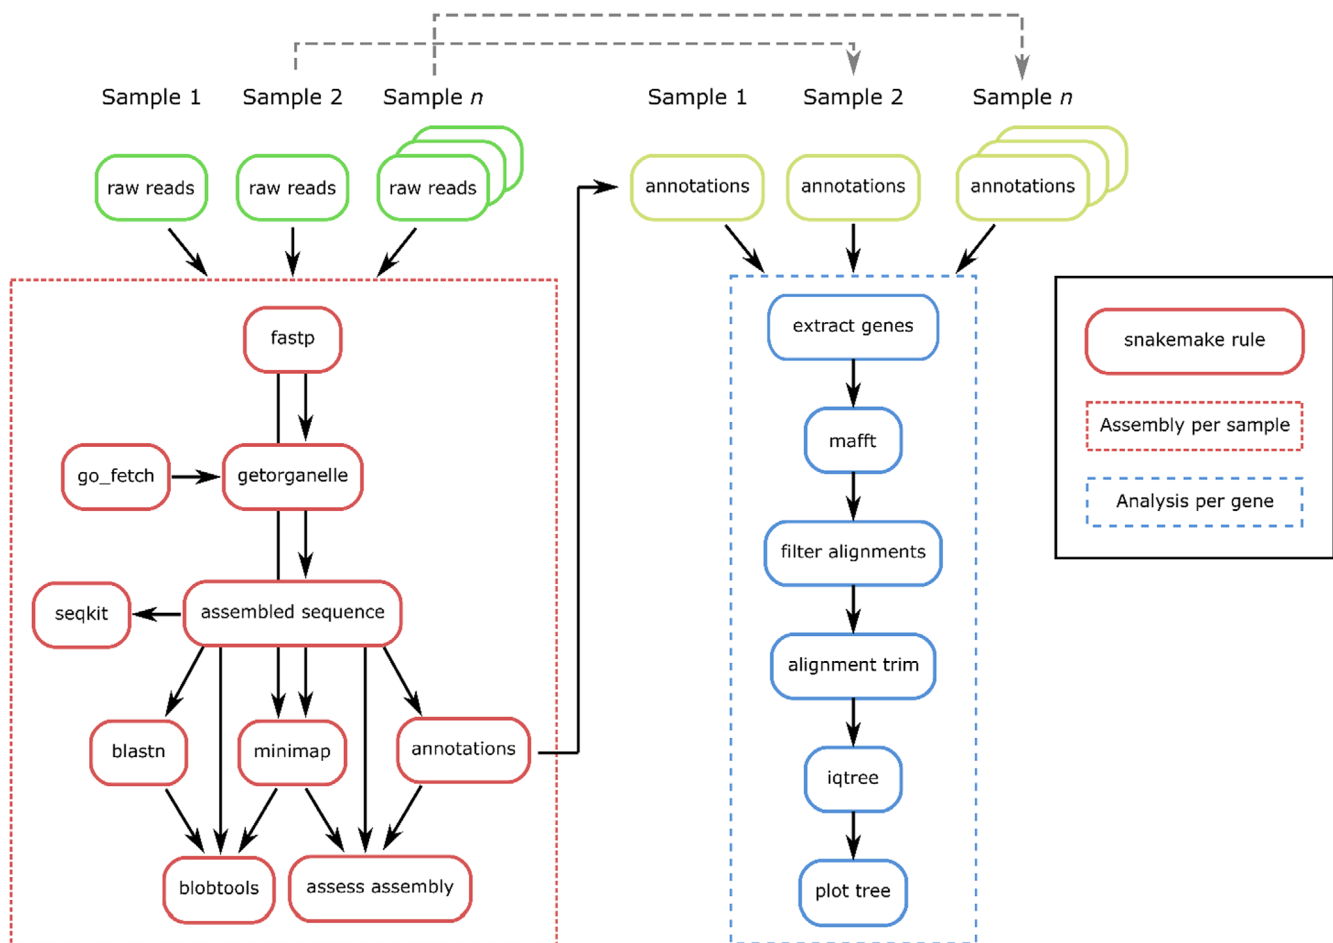 Sample 1
Sample 2
Sample n
Sample 1
Sample 2
Sample n
raw reads
raw reads
raw reads
annotations
annotations
annotations
fastp
go_fetch
getorganelle
seqkit
assembled sequence
blastn
minimap
annotations
blobtools
assess assembly
extract genes
mafft
filter alignments
alignment trim
iqtree
plot tree
snakemake rule
Assembly per sample
Analysis per gene